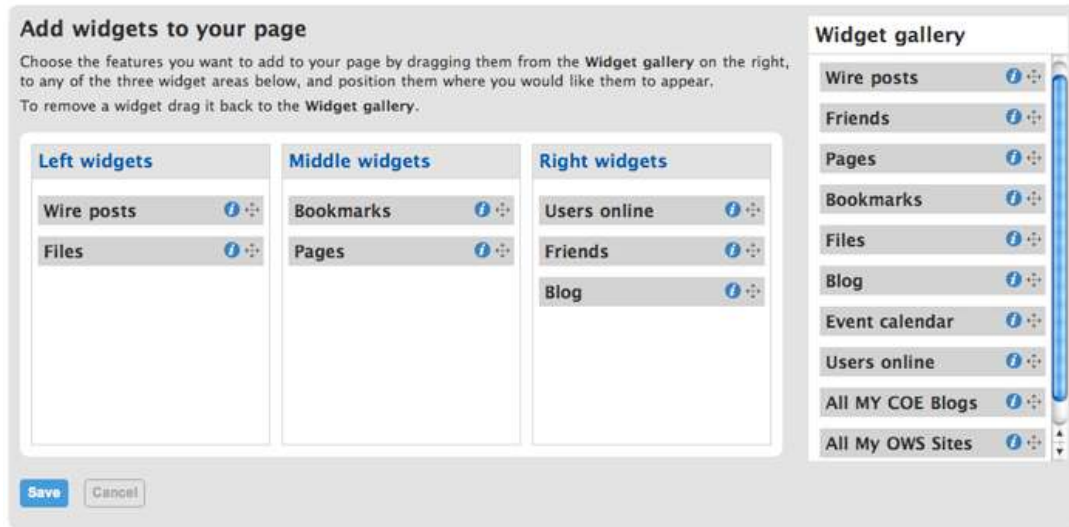 Add widgets to your page
Choose the features you want to add to your page by dragging them from the Widget gallery on the right,
to any of the three widget areas below, and position them where you would like them to appear.
To remove a widget drag it back to the Widget gallery.
Left widgets
Wire posts
Files
Middle widgets
Bookmarks
Pages
Right widgets
Users online
Friends
Blog
Save
Cancel
Widget gallery
Wire posts
Friends
Pages
Bookmarks
Files
Blog
Event calendar
Users online
All MY COE Blogs
All My OWS Sites